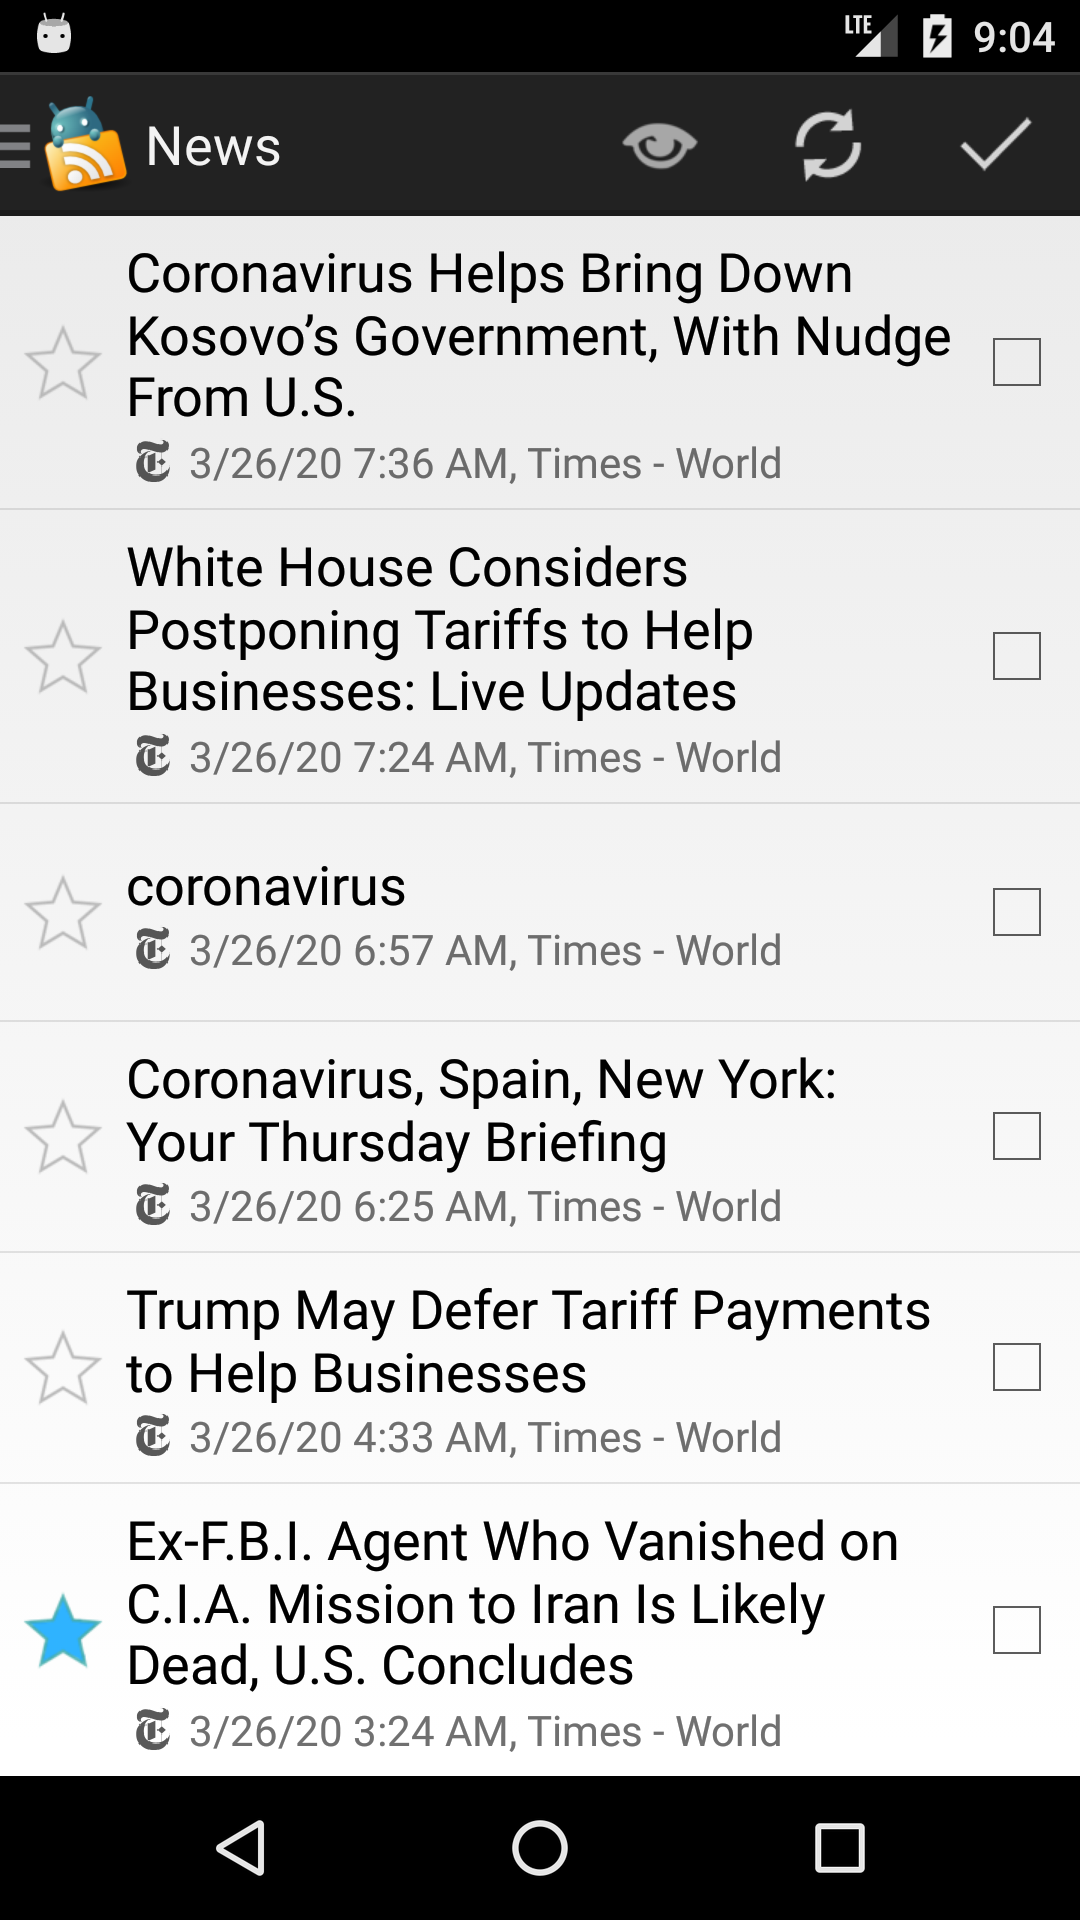 LTE 9:04
News
Coronavirus Helps Bring Down
Kosovo’s Government, With Nudge
From U.S.
T 3/26/20 7:36 AM, Times - World
White House Considers
Postponing Tariffs to Help
Businesses: Live Updates
T 3/26/20 7:24 AM, Times - World
coronavirus
T 3/26/20 6:57 AM, Times - World
Coronavirus, Spain, New York:
Your Thursday Briefing
T 3/26/20 6:25 AM, Times - World
Trump May Defer Tariff Payments
to Help Businesses
T 3/26/20 4:33 AM, Times - World
Ex-F.B.I. Agent Who Vanished on
C.I.A. Mission to Iran Is Likely
Dead, U.S. Concludes
T 3/26/20 3:24 AM, Times - World